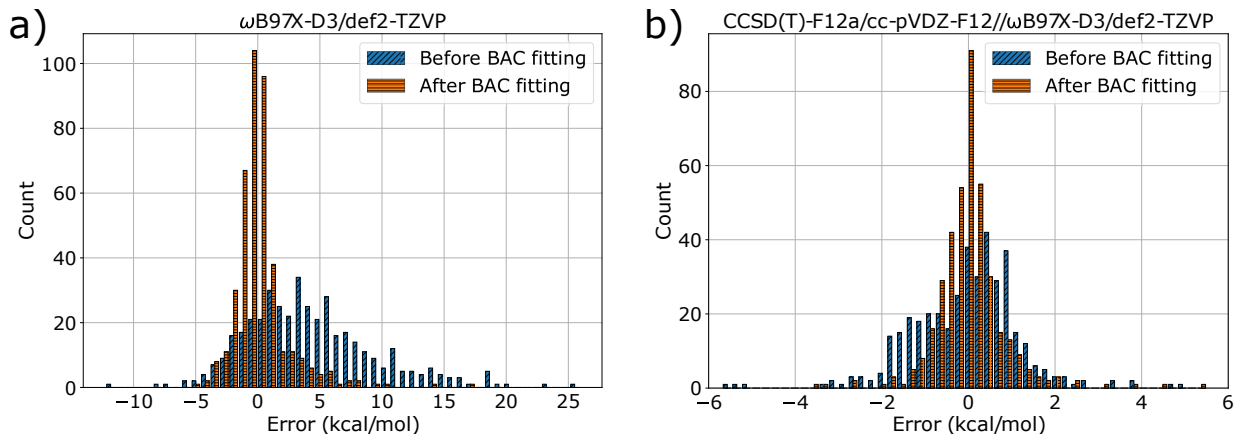 a)
ωB97X-D3/def2-TZVP
Before BAC fitting
After BAC fitting
100
80
60
40
20
0
Count
−10
−5
0
5
10
15
20
25
Error (kcal/mol)
b)
CCSD(T)-F12a/cc-pVDZ-F12//ωB97X-D3/def2-TZVP
Before BAC fitting
After BAC fitting
80
60
40
20
0
Count
−6
−4
−2
0
2
4
6
Error (kcal/mol)